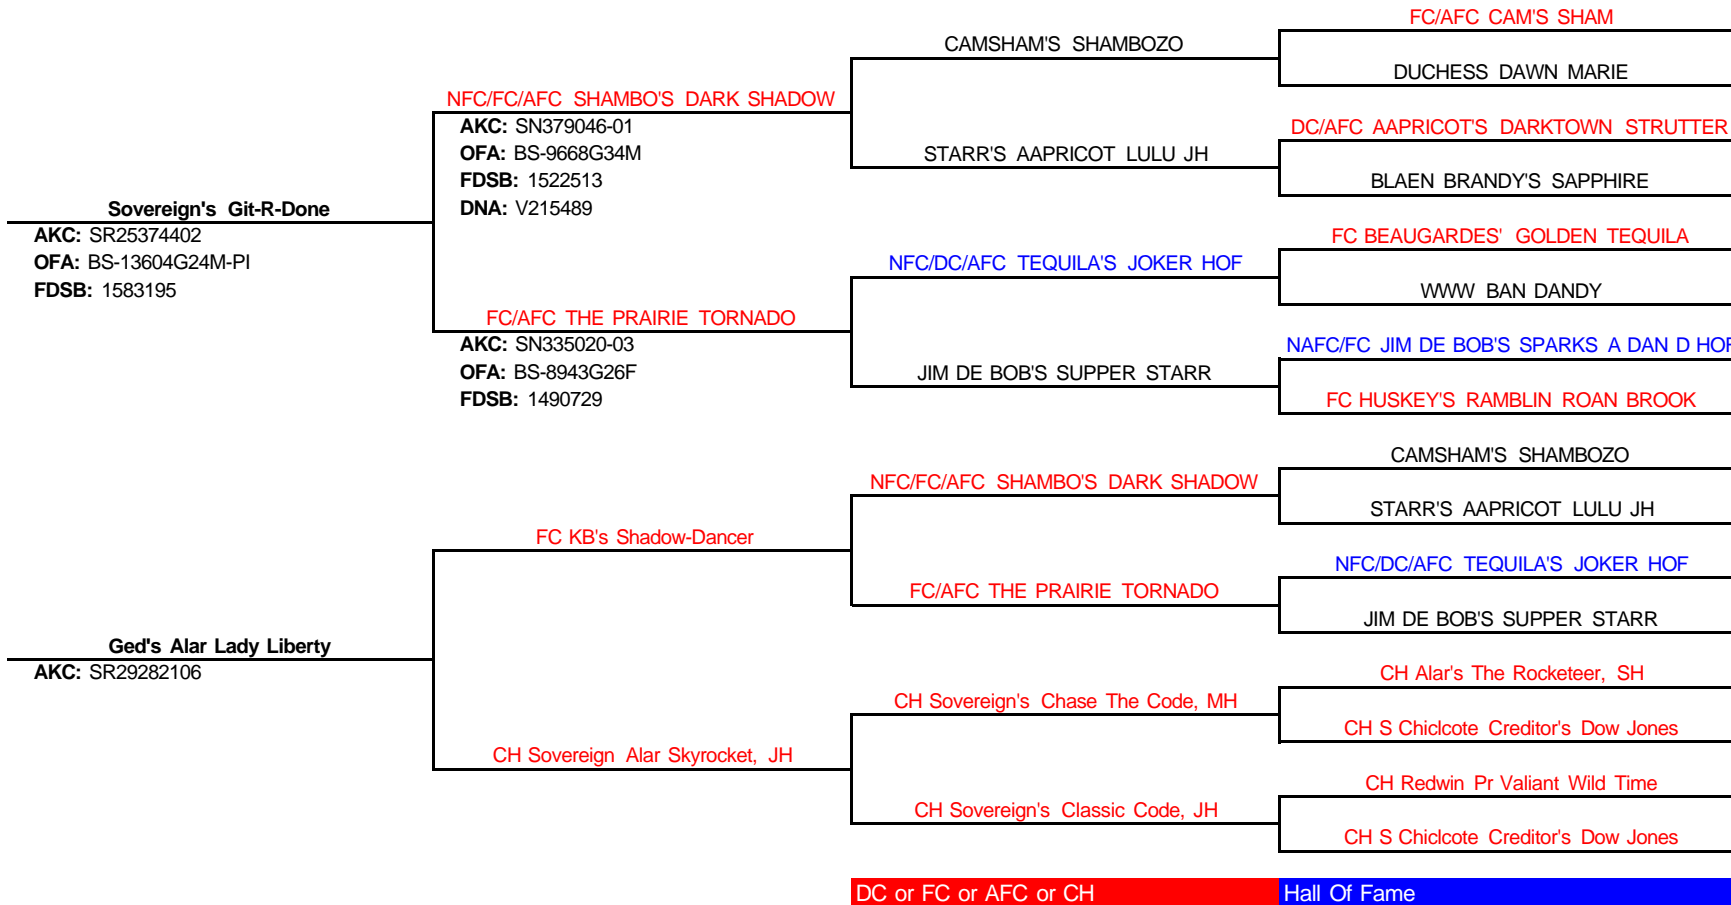 FC/AFC CAM'S SHAM
CAMSHAM'S SHAMBOZO
DUCHESS DAWN MARIE
NFC/FC/AFC SHAMBO'S DARK SHADOW
AKC: SN379046-01
OFA: BS-9668G34M
FDSB: 1522513
DNA: V215489
DC/AFC AAPRICOT'S DARKTOWN STRUTTER
STARR'S AAPRICOT LULU JH
BLAEN BRANDY'S SAPPHIRE
Sovereign's Git-R-Done
AKC: SR25374402
OFA: BS-13604G24M-PI
FDSB: 1583195
FC BEAUGARDES' GOLDEN TEQUILA
NFC/DC/AFC TEQUILA'S JOKER HOF
WWW BAN DANDY
FC/AFC THE PRAIRIE TORNADO
AKC: SN335020-03
OFA: BS-8943G26F
FDSB: 1490729
NAFC/FC JIM DE BOB'S SPARKS A DAN D HOF
JIM DE BOB'S SUPPER STARR
FC HUSKEY'S RAMBLIN ROAN BROOK
CAMSHAM'S SHAMBOZO
NFC/FC/AFC SHAMBO'S DARK SHADOW
STARR'S AAPRICOT LULU JH
FC KB's Shadow-Dancer
NFC/DC/AFC TEQUILA'S JOKER HOF
FC/AFC THE PRAIRIE TORNADO
JIM DE BOB'S SUPPER STARR
Ged's Alar Lady Liberty
AKC: SR29282106
CH Alar's The Rocketeer, SH
CH Sovereign's Chase The Code, MH
CH S Chiclcote Creditor's Dow Jones
CH Sovereign Alar Skyrocket, JH
CH Redwin Pr Valiant Wild Time
CH Sovereign's Classic Code, JH
CH S Chiclcote Creditor's Dow Jones
DC or FC or AFC or CH
Hall Of Fame